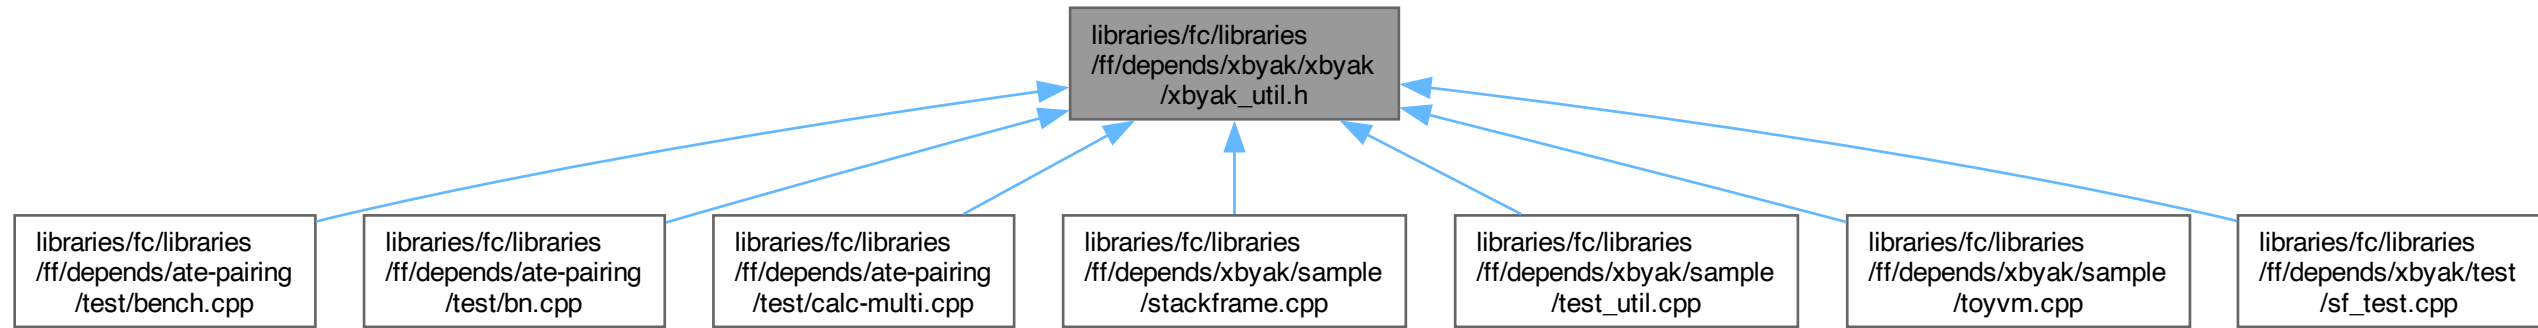 libraries/fc/libraries
/ff/depends/xbyak/xbyak
/xbyak_util.h
libraries/fc/libraries
/ff/depends/ate-pairing
/test/bench.cpp
libraries/fc/libraries
/ff/depends/ate-pairing
/test/bn.cpp
libraries/fc/libraries
/ff/depends/ate-pairing
/test/calc-multi.cpp
libraries/fc/libraries
/ff/depends/xbyak/sample
/stackframe.cpp
libraries/fc/libraries
/ff/depends/xbyak/sample
/test_util.cpp
libraries/fc/libraries
/ff/depends/xbyak/sample
/toyvm.cpp
libraries/fc/libraries
/ff/depends/xbyak/test
/sf_test.cpp